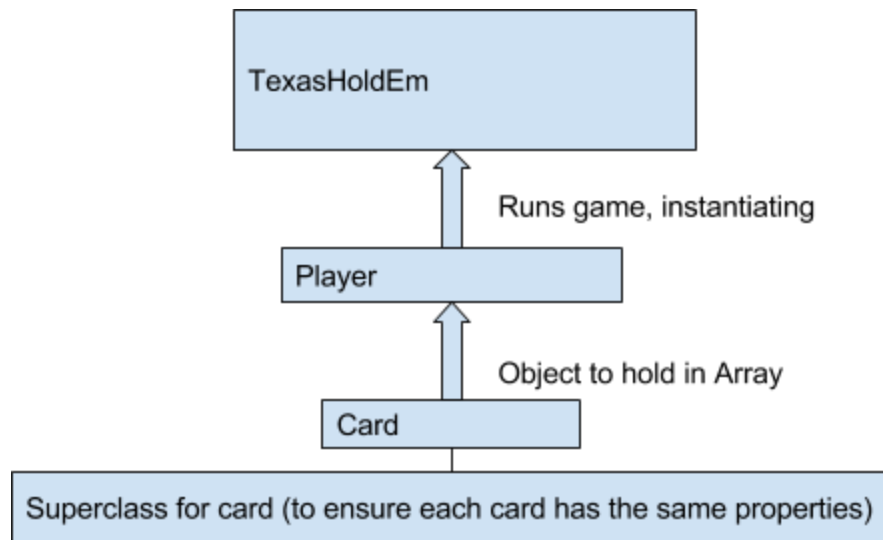 TexasHoldEm
Runs game, instantiating
Player
Object to hold in Array
Card
Superclass for card (to ensure each card has the same properties)